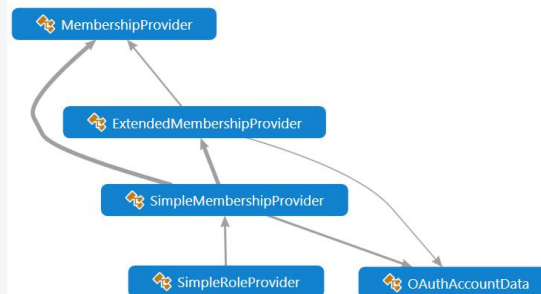 MembershipProvider
ExtendedMembershipProvider
SimpleMembershipProvider
SimpleRoleProvider
OAuthAccountData